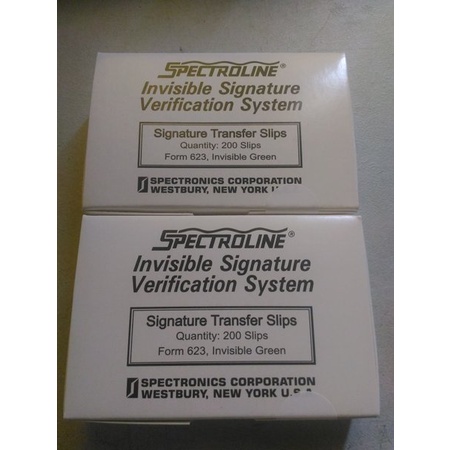 SPECTROLINE®
Invisible Signature
Verification System
Signature Transfer Slips
Quantity: 200 Slips
Form 623, Invisible Green
SPECTRONICS CORPORATION
WESTBURY, NEW YORK
SPECTROLINE®
Invisible Signature
Verification System
Signature Transfer Slips
Quantity: 200 Slips
Form 623, Invisible Green
SPECTRONICS CORPORATION
WESTBURY, NEW YORK U.S.A